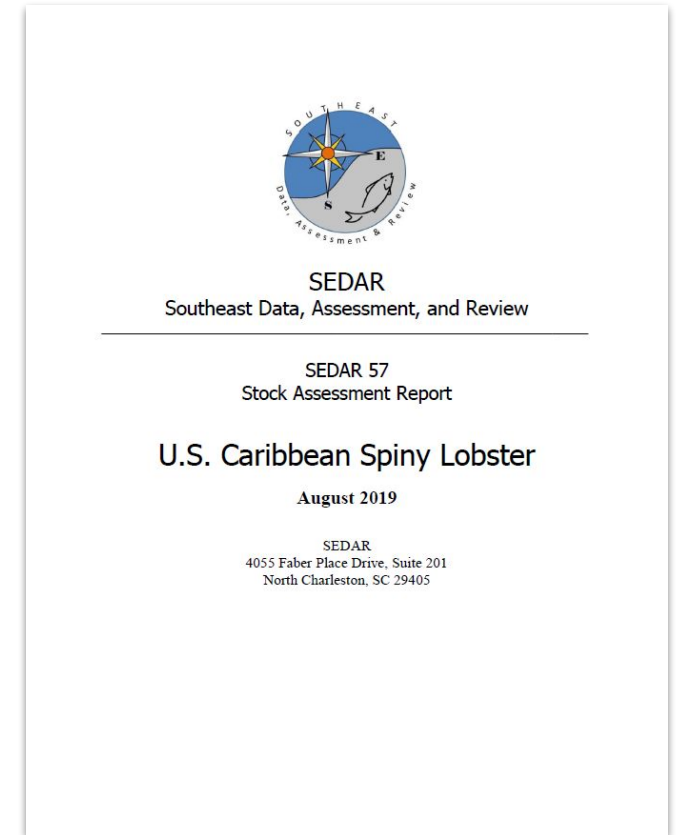 SOUTHEAST
E
S
Data, Assessment & Review
SEDAR
Southeast Data, Assessment, and Review
SEDAR 57
Stock Assessment Report
U.S. Caribbean Spiny Lobster
August 2019
SEDAR
4055 Faber Place Drive, Suite 201
North Charleston, SC 29405